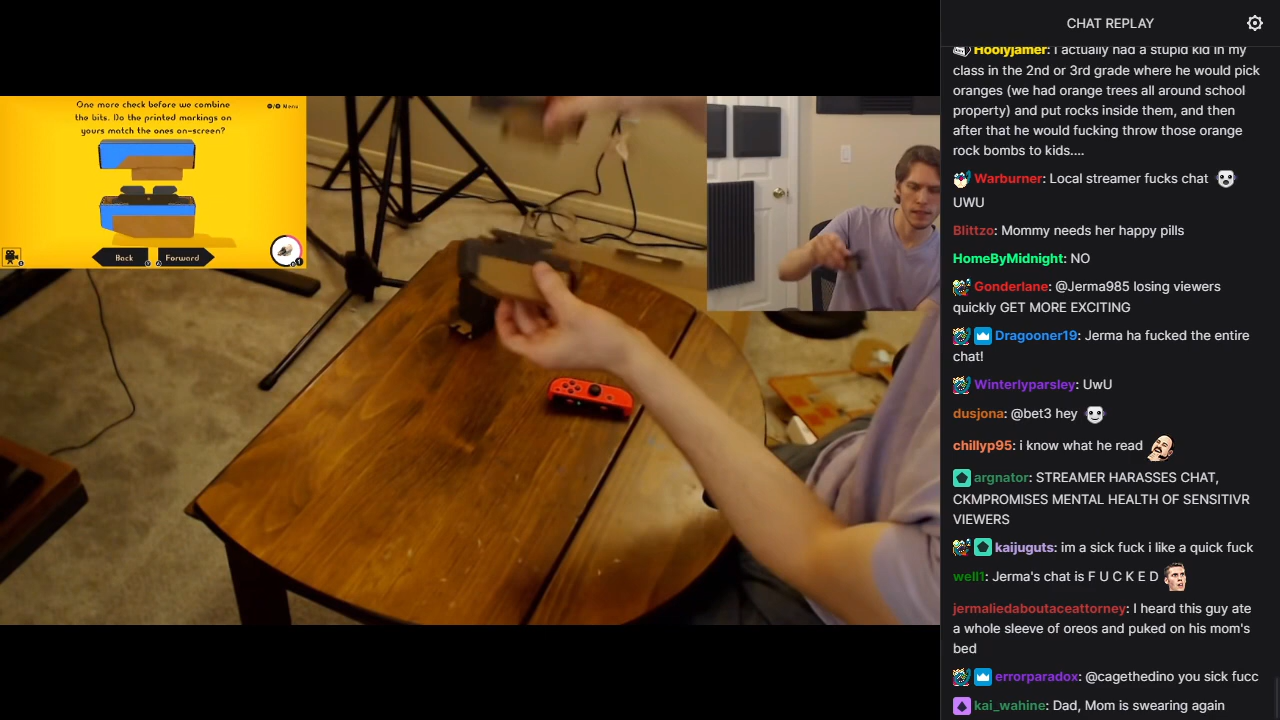 One more check before we combine
the bits. Do the printed markings on
yours match the ones on-screen?
Menu
Back
Forward
CHAT REPLAY
Hoolyjamer: I actually had a stupid kid in my
class in the 2nd or 3rd grade where he would pick
oranges (we had orange trees all around school
property) and put rocks inside them, and then
after that he would fucking throw those orange
rock bombs to kids....
Warburner: Local streamer fucks chat
UWU
Blittzo: Mommy needs her happy pills
HomeByMidnight: NO
Gonderlane: @Jerma985 losing viewers
quickly GET MORE EXCITING
Dragooner19: Jerma ha fucked the entire
chat!
Winterlyparsley: UwU
dusjona: @bet3 hey
chillyp95: i know what he read
argnator: STREAMER HARASSES CHAT,
CKMPROMISES MENTAL HEALTH OF SENSITIVR
VIEWERS
kaijuguts: im a sick fuck i like a quick fuck
well1: Jerma's chat is F U C K E D
jermaliedaboutaceattorney: I heard this guy ate
a whole sleeve of oreos and puked on his mom's
bed
errorparadox: @cagethedino you sick fucc
kai_wahine: Dad, Mom is swearing again